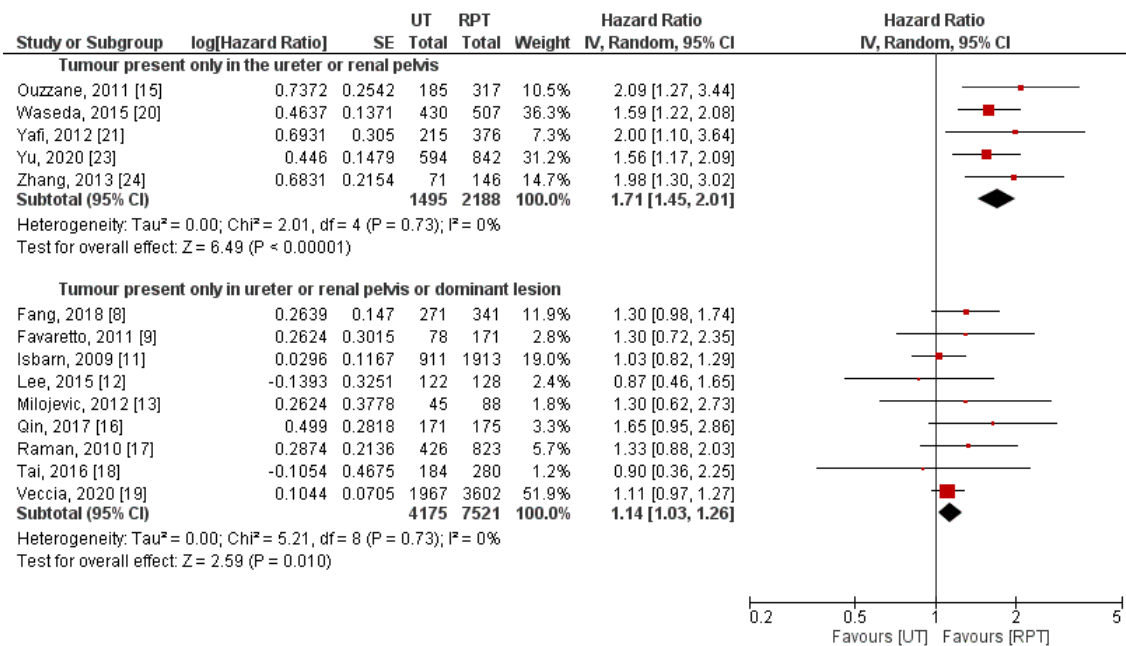 UT RPT Hazard Ratio Hazard Ratio
Study or Subgroup log[Hazard Ratio] SE Total Total Weight IV, Random, 95% CI IV, Random, 95% CI
Tumour present only in the ureter or renal pelvis
Ouzzane, 2011 [15] 0.7372 0.2542 185 317 10.5% 2.09 [1.27, 3.44]
Waseda, 2015 [20] 0.4637 0.1371 430 507 36.3% 1.59 [1.22, 2.08]
Yafi, 2012 [21] 0.6931 0.305 215 376 7.3% 2.00 [1.10, 3.64]
Yu, 2020 [23] 0.446 0.1479 594 842 31.2% 1.56 [1.17, 2.09]
Zhang, 2013 [24] 0.6831 0.2154 71 146 14.7% 1.98 [1.30, 3.02]
Subtotal (95% CI) 1495 2188 100.0% 1.71 [1.45, 2.01]
Heterogeneity: Tau² = 0.00; Chi² = 2.01, df = 4 (P = 0.73); I² = 0%
Test for overall effect: Z = 6.49 (P < 0.00001)
Tumour present only in ureter or renal pelvis or dominant lesion
Fang, 2018 [8] 0.2639 0.147 271 341 11.9% 1.30 [0.98, 1.74]
Favaretto, 2011 [9] 0.2624 0.3015 78 171 2.8% 1.30 [0.72, 2.35]
Isbarn, 2009 [11] 0.0296 0.1167 911 1913 19.0% 1.03 [0.82, 1.29]
Lee, 2015 [12] -0.1393 0.3251 122 128 2.4% 0.87 [0.46, 1.65]
Milojevic, 2012 [13] 0.2624 0.3778 45 88 1.8% 1.30 [0.62, 2.73]
Qin, 2017 [16] 0.499 0.2818 171 175 3.3% 1.65 [0.95, 2.86]
Raman, 2010 [17] 0.2874 0.2136 426 823 5.7% 1.33 [0.88, 2.03]
Tai, 2016 [18] -0.1054 0.4675 184 280 1.2% 0.90 [0.36, 2.25]
Veccia, 2020 [19] 0.1044 0.0705 1967 3602 51.9% 1.11 [0.97, 1.27]
Subtotal (95% CI) 4175 7521 100.0% 1.14 [1.03, 1.26]
Heterogeneity: Tau² = 0.00; Chi² = 5.21, df = 8 (P = 0.73); I² = 0%
Test for overall effect: Z = 2.59 (P = 0.010)
0.2 0.5 1 2 5
Favours [UT] Favours [RPT]